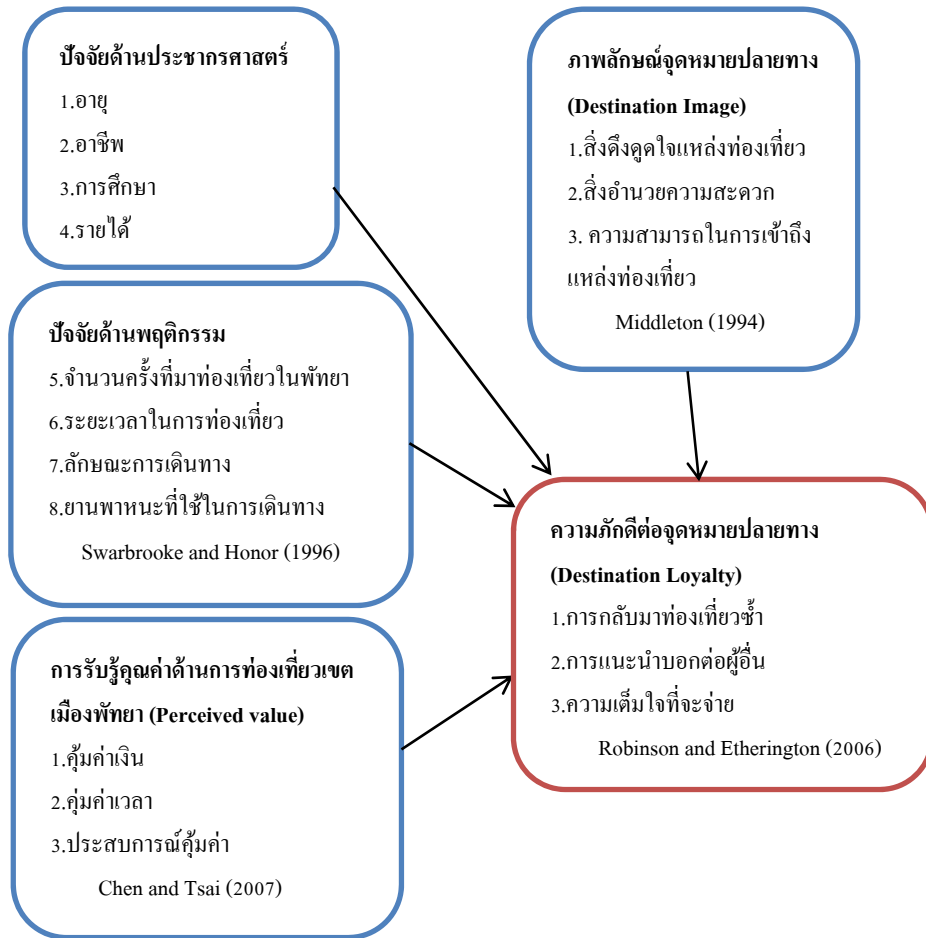 ปัจจัยด้านประชากรศาสตร์
1.อายุ
2.อาชีพ
3.การศึกษา
4.รายได้
ภาพลักษณ์จุดหมายปลายทาง
(Destination Image)
1.สิ่งดึงดูดใจแหล่งท่องเที่ยว
2.สิ่งอำนวยความสะดวก
3. ความสามารถในการเข้าถึง
แหล่งท่องเที่ยว
Middleton (1994)
ปัจจัยด้านพฤติกรรม
5.จำนวนครั้งที่มาท่องเที่ยวในพัทยา
6.ระยะเวลาในการท่องเที่ยว
7.ลักษณะการเดินทาง
8.ยานพาหนะที่ใช้ในการเดินทาง
Swarbrooke and Honor (1996)
ความภักดีต่อจุดหมายปลายทาง
(Destination Loyalty)
1.การกลับมาท่องเที่ยวซ้ำ
2.การแนะนำบอกต่อผู้อื่น
3.ความเต็มใจที่จะจ่าย
Robinson and Etherington (2006)
การรับรู้คุณค่าด้านการท่องเที่ยวเขต
เมืองพัทยา (Perceived value)
1.คุ้มค่าเงิน
2.คุ่มค่าเวลา
3.ประสบการณ์คุ้มค่า
Chen and Tsai (2007)